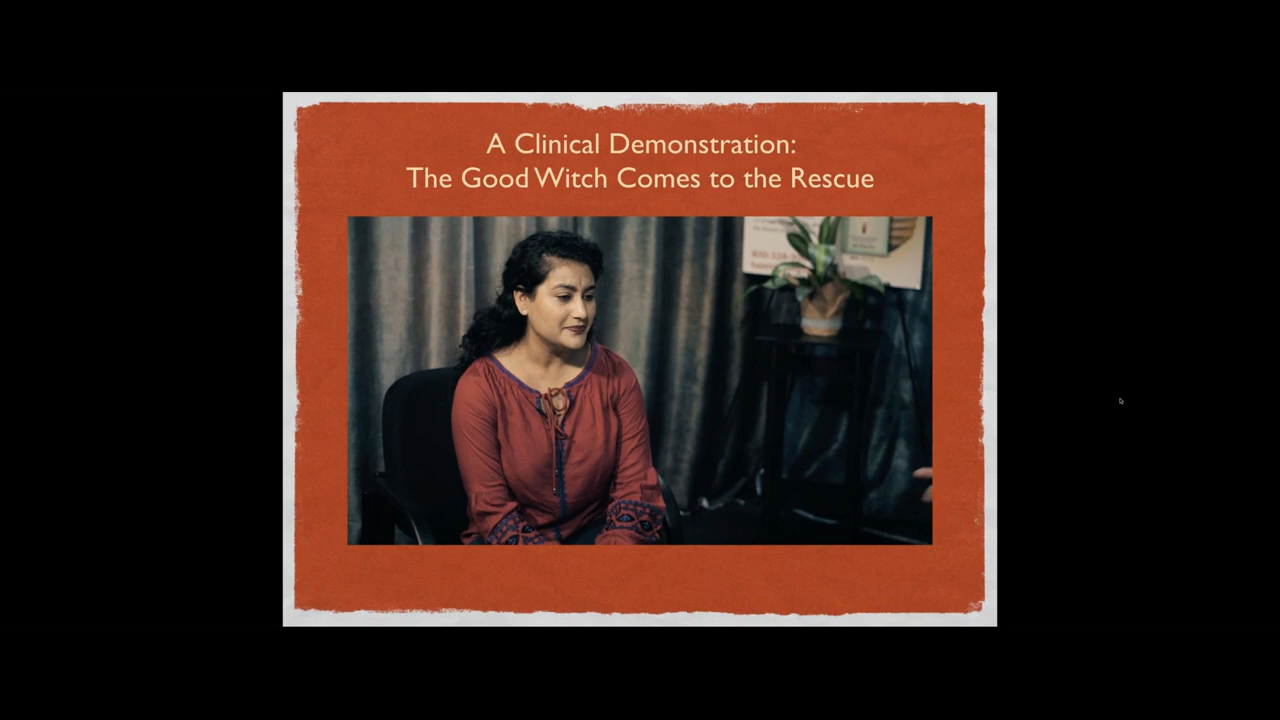 A Clinical Demonstration:
The Good Witch Comes to the Rescue